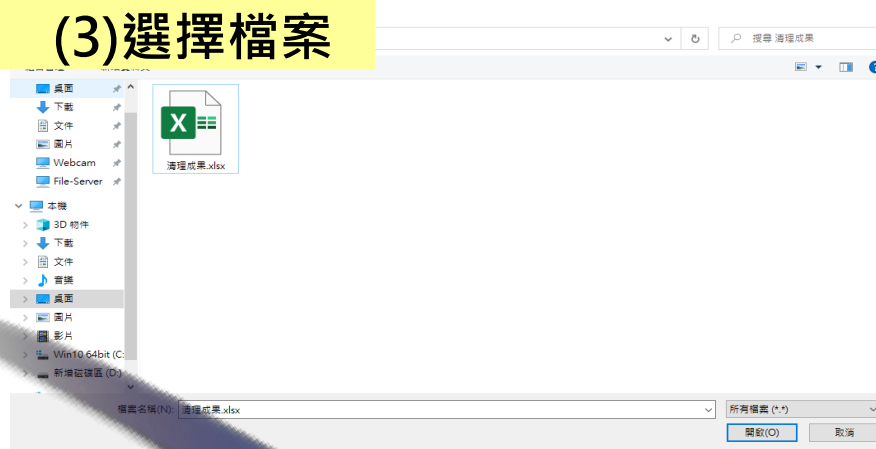 (3)選擇檔案
搜尋 清理成果
桌面
下載
文件
圖片
Webcam
File-Server
本機
3D 物件
下載
文件
音樂
桌面
圖片
影片
Win10 64bit (C:
新增磁碟區 (D:)
清理成果.xlsx
檔案名稱(N): 清理成果.xlsx
所有檔案 (*.*)
開啟(O) 取消